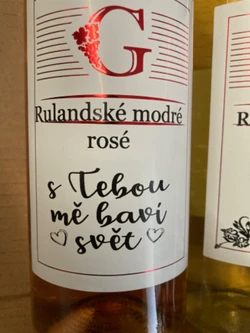 G
Rulandské modré
rosé
s Tebou
mě baví
svět
R